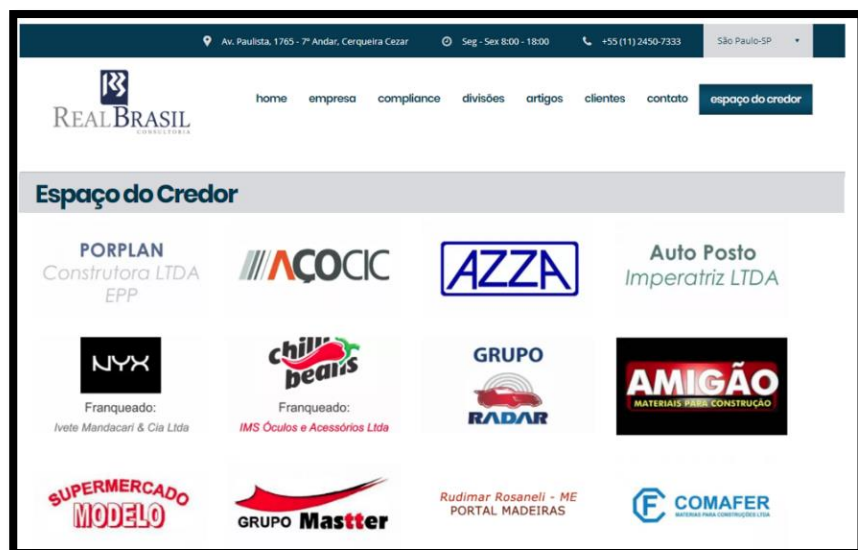 Av. Paulista, 1765 - 7º Andar, Cerqueira Cezar
Seg - Sex 8:00 - 18:00
+55 (11) 2450-7333
São Paulo-SP
RB
REALBRASIL
CONSULTORIA
home empresa compliance divisões artigos clientes contato espaço do credor
Espaço do Credor
PORPLAN
Construtora LTDA
EPP
AÇOCIC
AZZA
Auto Posto
Imperatriz LTDA
NYX
Franqueado:
Ivete Mandacari & Cia Ltda
chilli
beans
Franqueado:
IMS Óculos e Acessórios Ltda
GRUPO
RADAR
AMIGÃO
MATERIAIS PARA CONSTRUÇÃO
SUPERMERCADO
MODELO
GRUPO Mastter
Rudimar Rosaneli - ME
PORTAL MADEIRAS
CF COMAFER
MATERIAS PARA CONSTRUÇÕES LTDA